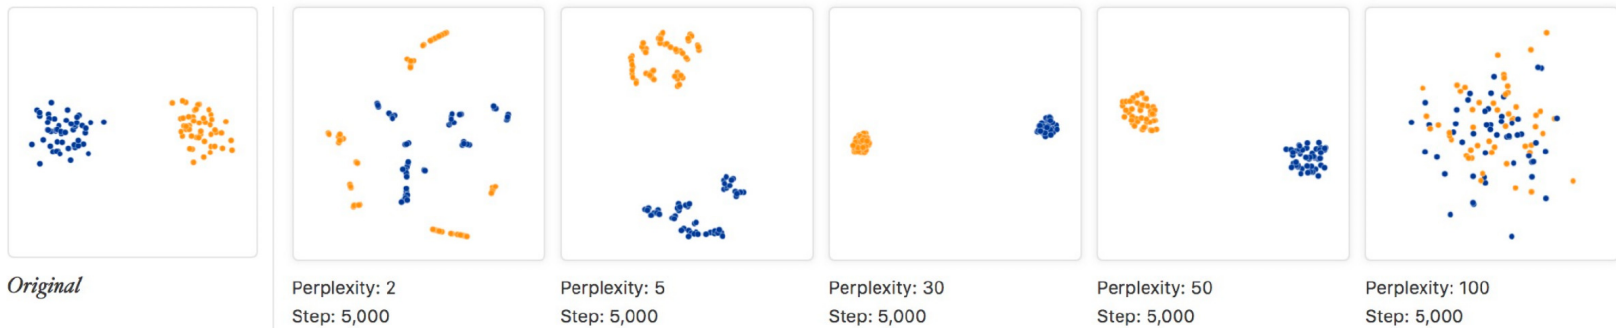 Original
Perplexity: 2
Step: 5,000
Perplexity: 5
Step: 5,000
Perplexity: 30
Step: 5,000
Perplexity: 50
Step: 5,000
Perplexity: 100
Step: 5,000